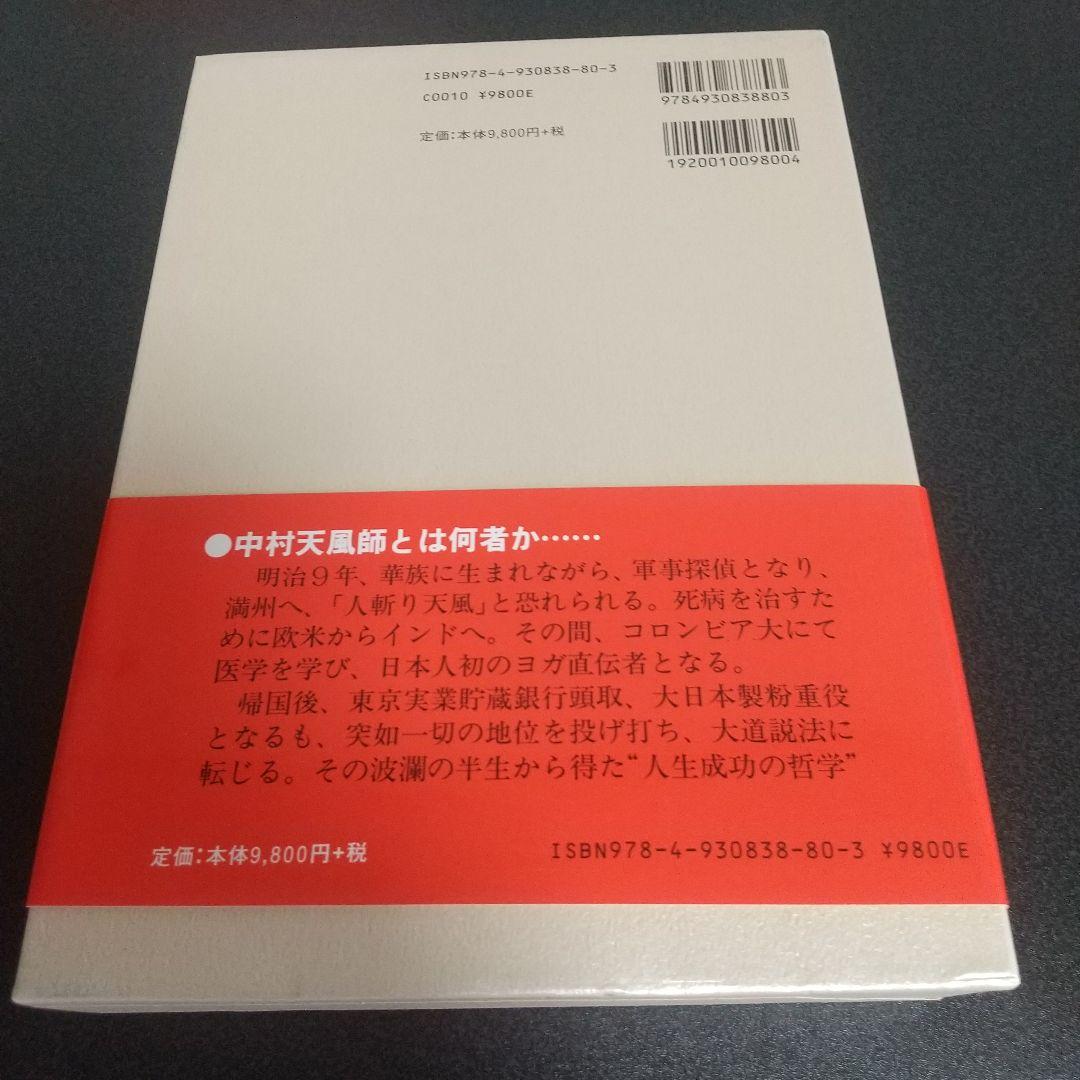 ISBN978-4-930838-80-3
C0010 ¥9800E
定価：本体9,800円+税
9784930838803
1920010098004
●中村天風師とは何者か……
明治９年、華族に生まれながら、軍事探偵となり、
満州へ、「人斬り天風」と恐れられる。死病を治すた
めに欧米からインドへ。その間、コロンビア大にて
医学を学び、日本人初のヨガ直伝者となる。
帰国後、東京実業貯蔵銀行頭取、大日本製粉重役
となるも、突如一切の地位を投げ打ち、大道説法に
転じる。その波瀾の半生から得た“人生成功の哲学”
定価：本体9,800円+税
ISBN978-4-930838-80-3 ¥9800E